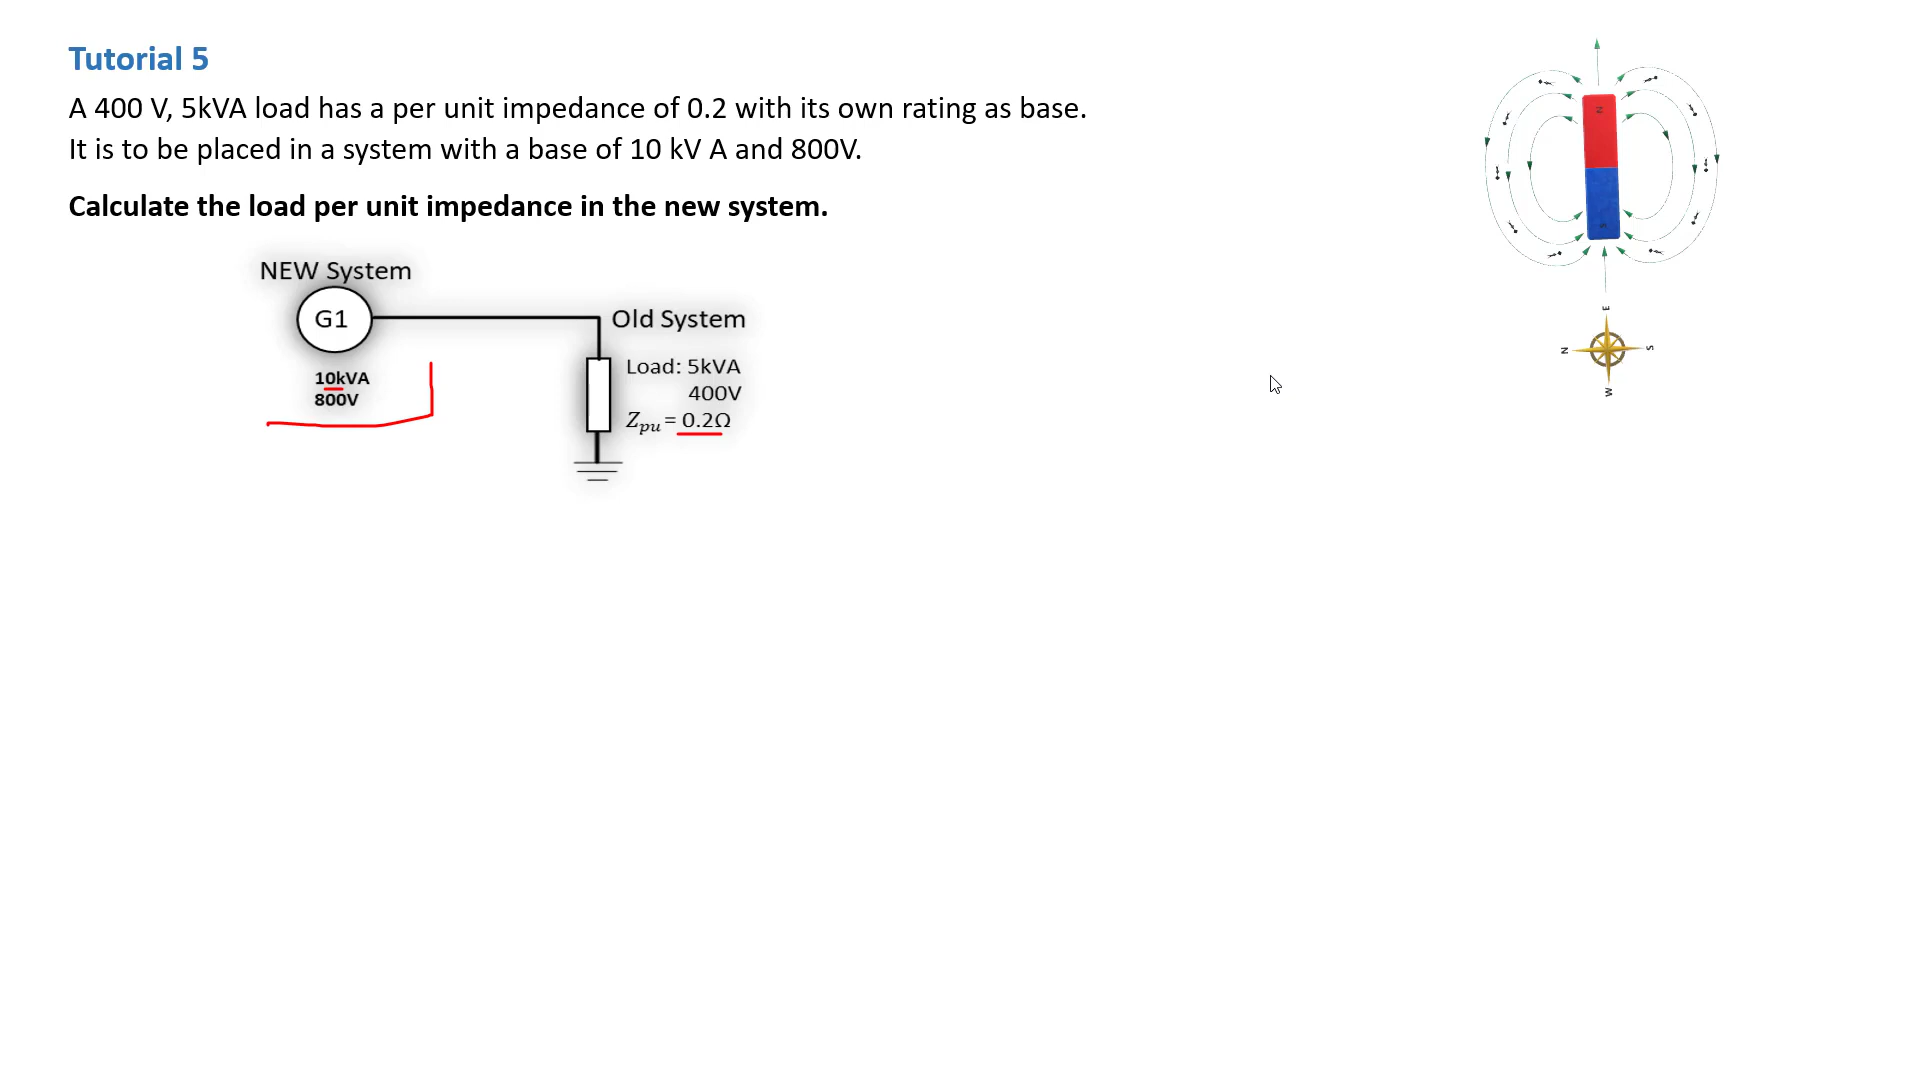 Tutorial 5
A 400 V, 5kVA load has a per unit impedance of 0.2 with its own rating as base.
It is to be placed in a system with a base of 10 kV A and 800V.
Calculate the load per unit impedance in the new system.
NEW System
G1
10kVA
800V
Old System
Load: 5kVA
400V
Zpu = 0.2Ω
N
S
E
N
S
W